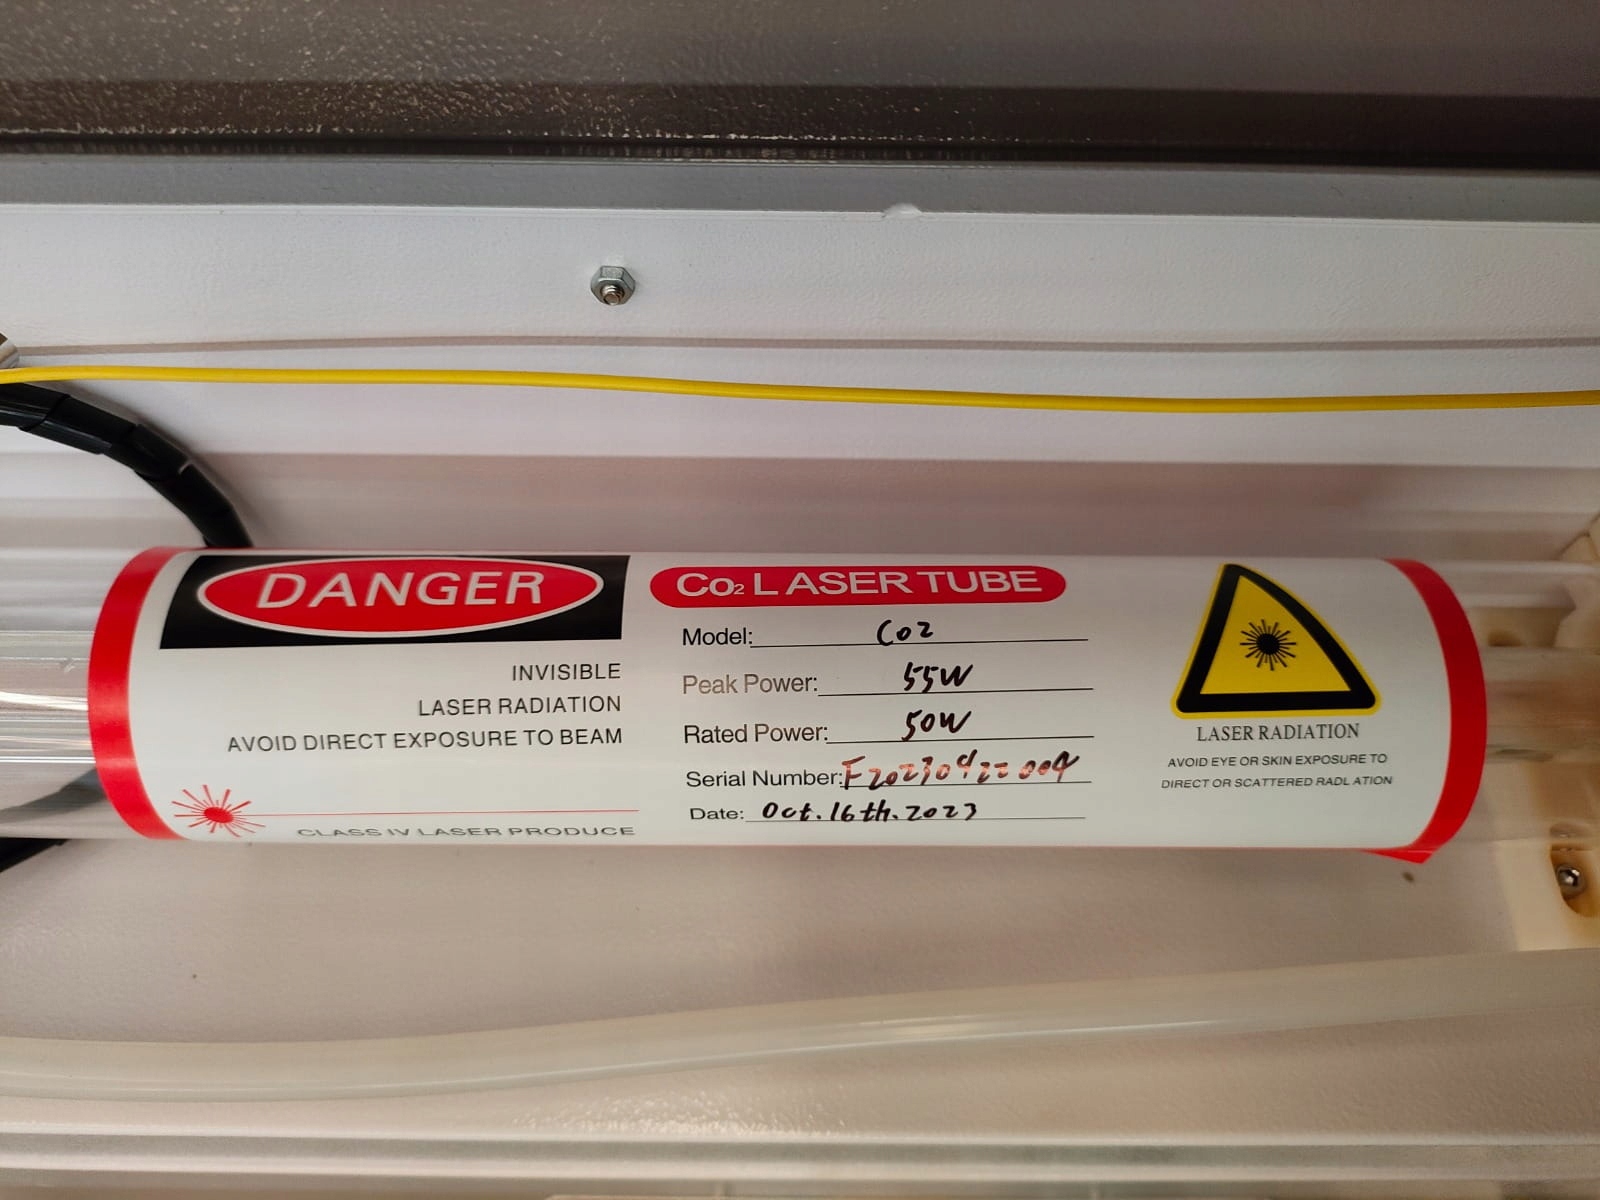 DANGER
INVISIBLE
LASER RADIATION
AVOID DIRECT EXPOSURE TO BEAM
CLASS IV LASER PRODUCE
Co2 LASER TUBE
Model: CO2
Peak Power: 55W
Rated Power: 50W
Serial Number: F20230422004
Date: Oct.16th.2023
LASER RADIATION
AVOID EYE OR SKIN EXPOSURE TO
DIRECT OR SCATTERED RADL ATION